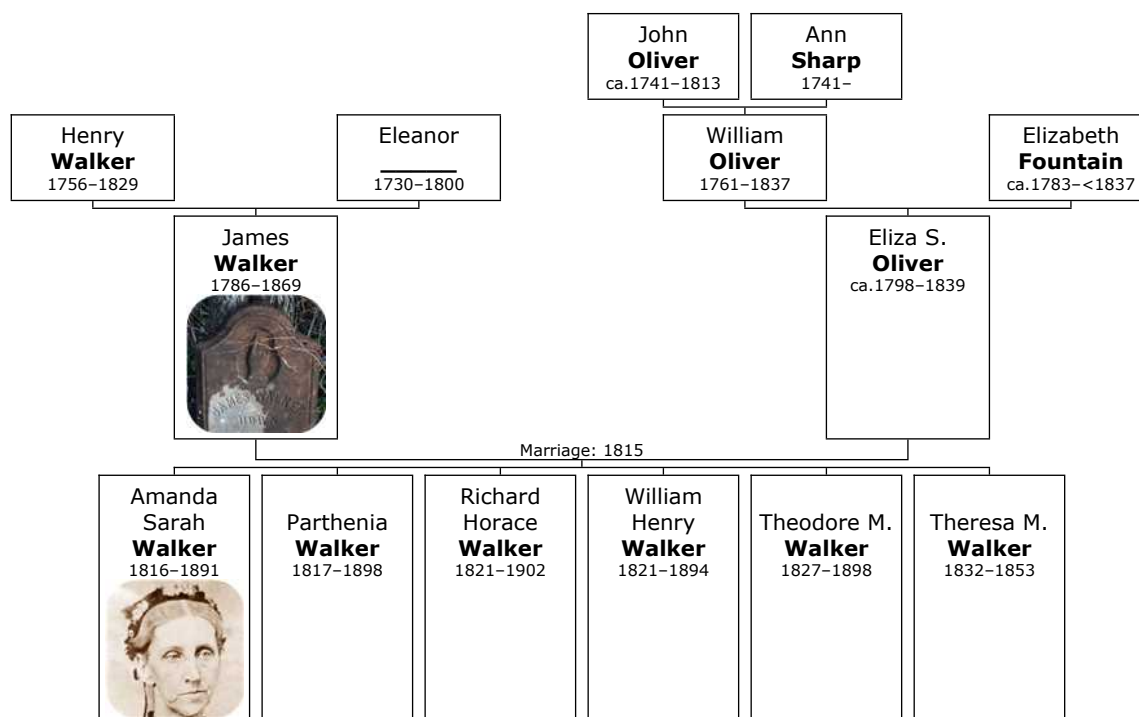 John
Oliver
ca.1741–1813
Ann
Sharp
1741–
Henry
Walker
1756–1829
Eleanor
______
1730–1800
William
Oliver
1761–1837
Elizabeth
Fountain
ca.1783–<1837
James
Walker
1786–1869
JAMES WALKER
Eliza S.
Oliver
ca.1798–1839
Marriage: 1815
Amanda
Sarah
Walker
1816–1891
Parthenia
Walker
1817–1898
Richard
Horace
Walker
1821–1902
William
Henry
Walker
1821–1894
Theodore M.
Walker
1827–1898
Theresa M.
Walker
1832–1853